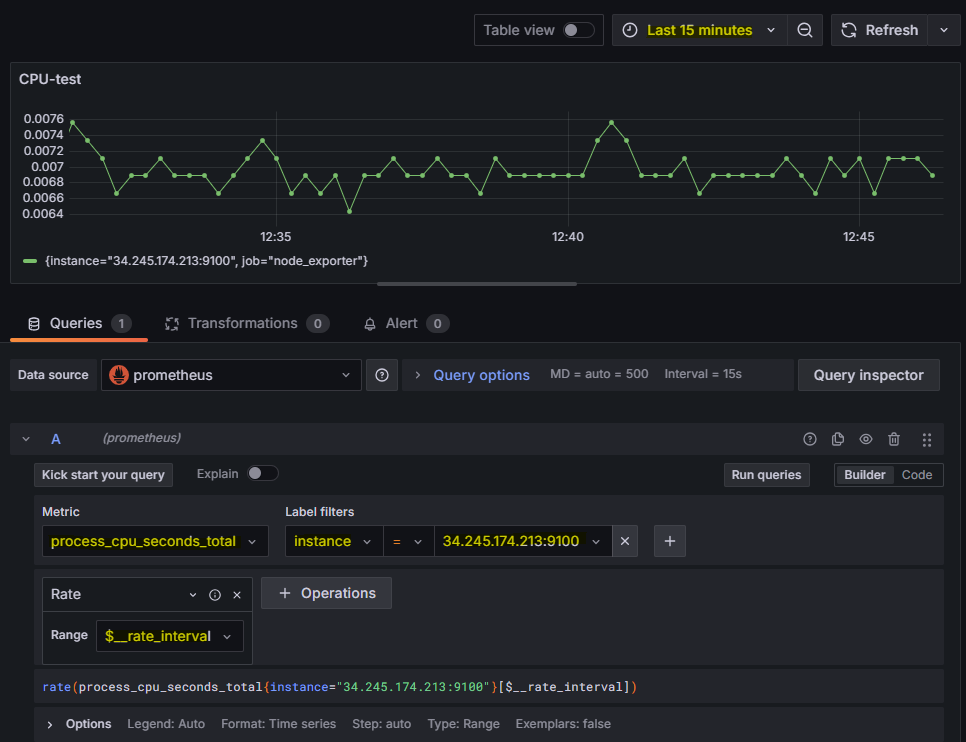 Table view Last 15 minutes Refresh
CPU-test
0.0076
0.0074
0.0072
0.007
0.0068
0.0066
0.0064
12:35 12:40 12:45
{instance="34.245.174.213:9100", job="node_exporter"}
Queries 1 Transformations 0 Alert 0
Data source prometheus Query options MD = auto = 500 Interval = 15s Query inspector
A (prometheus)
Kick start your query Explain Run queries Builder Code
Metric Label filters
process_cpu_seconds_total instance = 34.245.174.213:9100
Rate + Operations
Range $__rate_interval
rate(process_cpu_seconds_total{instance="34.245.174.213:9100"}[$__rate_interval])
Options Legend: Auto Format: Time series Step: auto Type: Range Exemplars: false